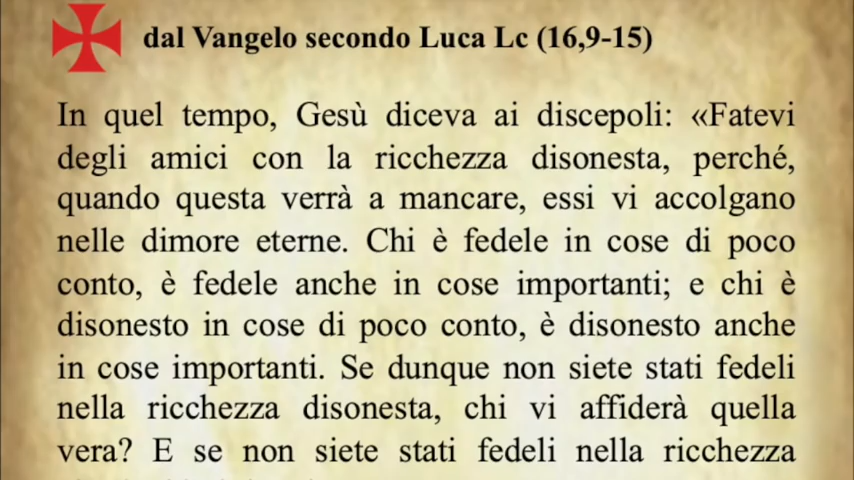 dal Vangelo secondo Luca Lc (16,9-15)
In quel tempo, Gesù diceva ai discepoli: «Fatevi
degli amici con la ricchezza disonesta, perché,
quando questa verrà a mancare, essi vi accolgano
nelle dimore eterne. Chi è fedele in cose di poco
conto, è fedele anche in cose importanti; e chi è
disonesto in cose di poco conto, è disonesto anche
in cose importanti. Se dunque non siete stati fedeli
nella ricchezza disonesta, chi vi affiderà quella
vera? E se non siete stati fedeli nella ricchezza